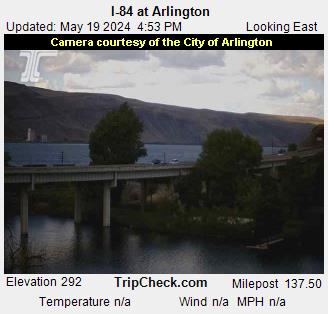 I-84 at Arlington
Updated: May 19 2024 4:53 PM Looking East
Camera courtesy of the City of Arlington
Elevation 292 TripCheck.com Milepost 137.50
Temperature n/a Wind n/a MPH n/a